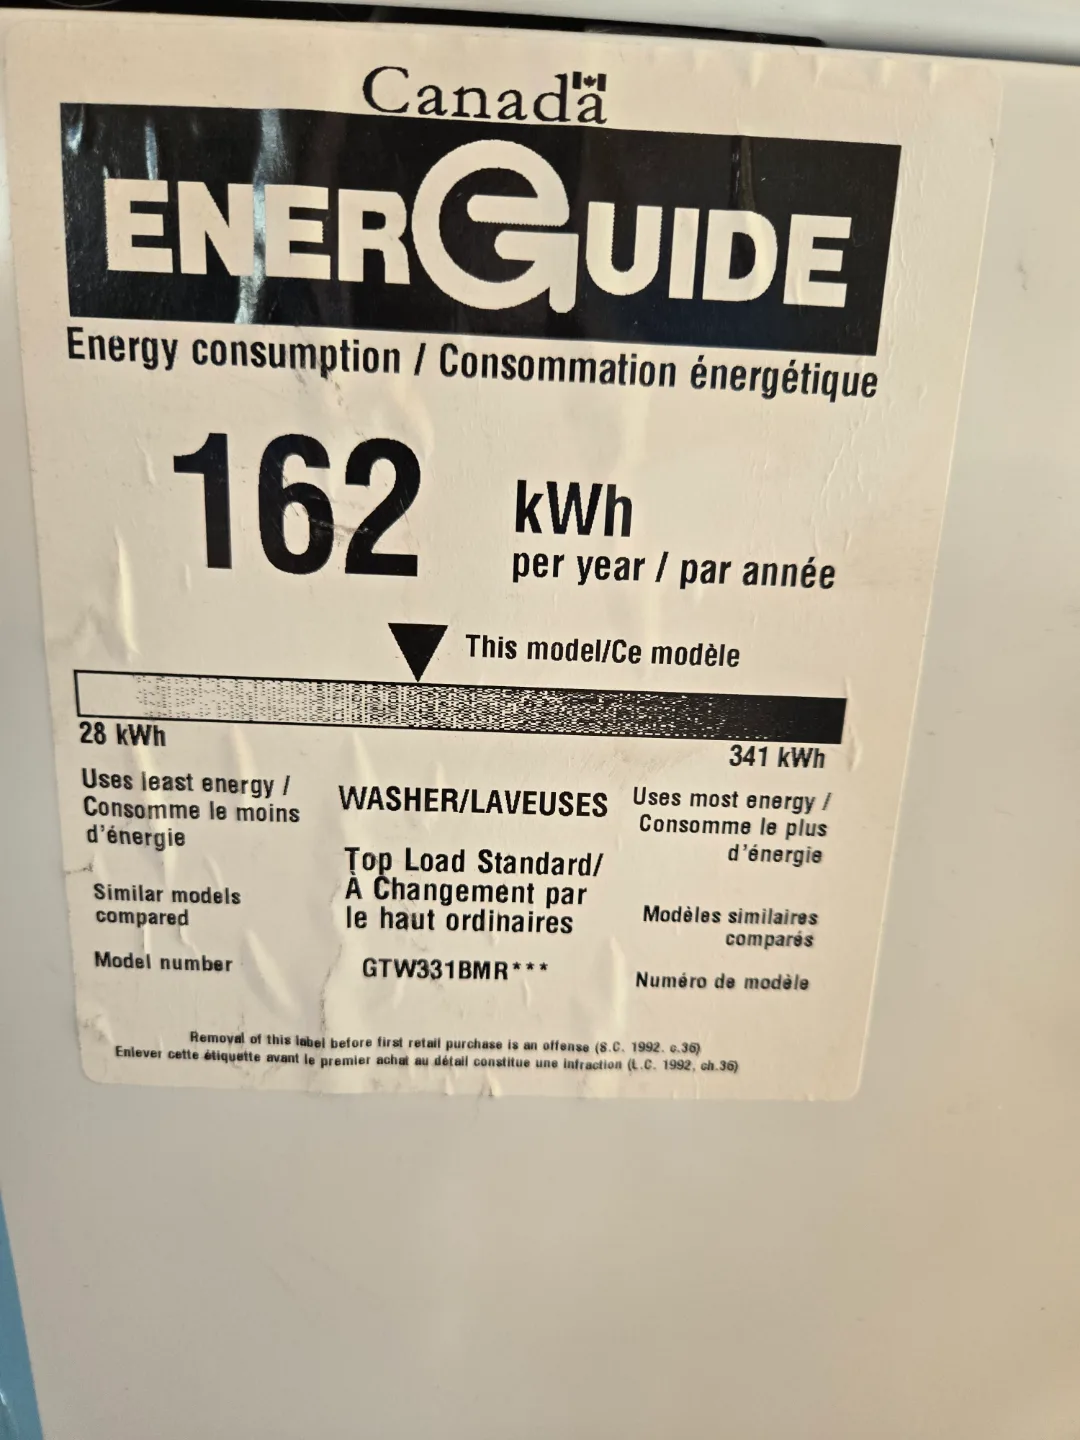 Canada
ENERGUIDE
Energy consumption / Consommation énergétique
162 kWh
per year / par année
This model/Ce modèle
28 kWh
341 kWh
Uses least energy /
Consomme le moins
d'énergie
WASHER/LAVEUSES
Uses most energy /
Consomme le plus
d'énergie
Top Load Standard/
À Changement par
le haut ordinaires
Similar models
compared
Modèles similaires
comparés
Model number
GTW331BMR***
Numéro de modèle
Removal of this label before first retail purchase is an offense (S.C. 1992. c.36)
Enlever cette étiquette avant le premier achat au détail constitue une infraction (L.C. 1992, ch.36)